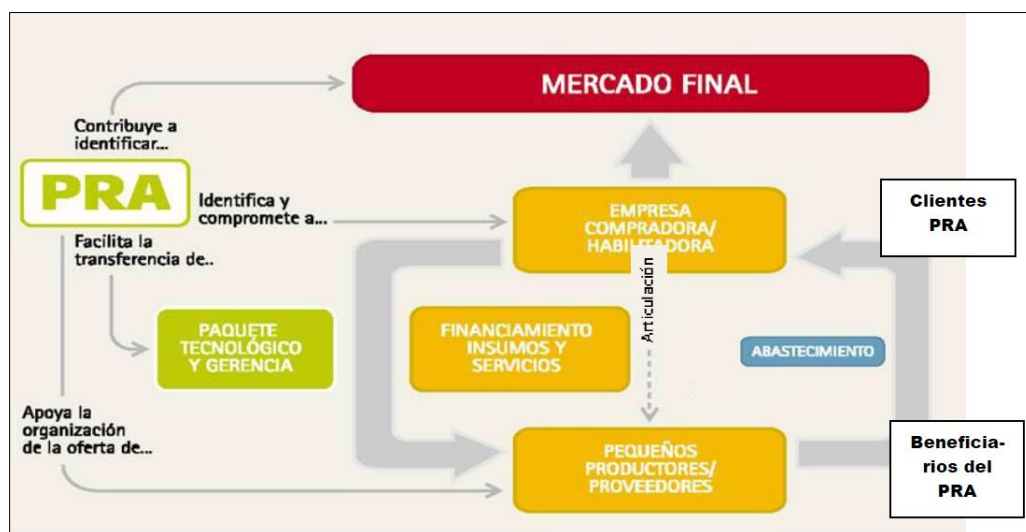 MERCADO FINAL
Contribuye a
identificar...
PRA
Identifica y
compromete a...
EMPRESA
COMPRADORA/
HABILITADORA
Clientes
PRA
Facilita la
transferencia de..
Articulación
PAQUETE
TECNOLÓGICO
Y GERENCIA
FINANCIAMIENTO
INSUMOS Y
SERVICIOS
ABASTECIMIENTO
Apoya la
organización
de la oferta de...
PEQUEÑOS
PRODUCTORES/
PROVEEDORES
Beneficia-
rios del
PRA